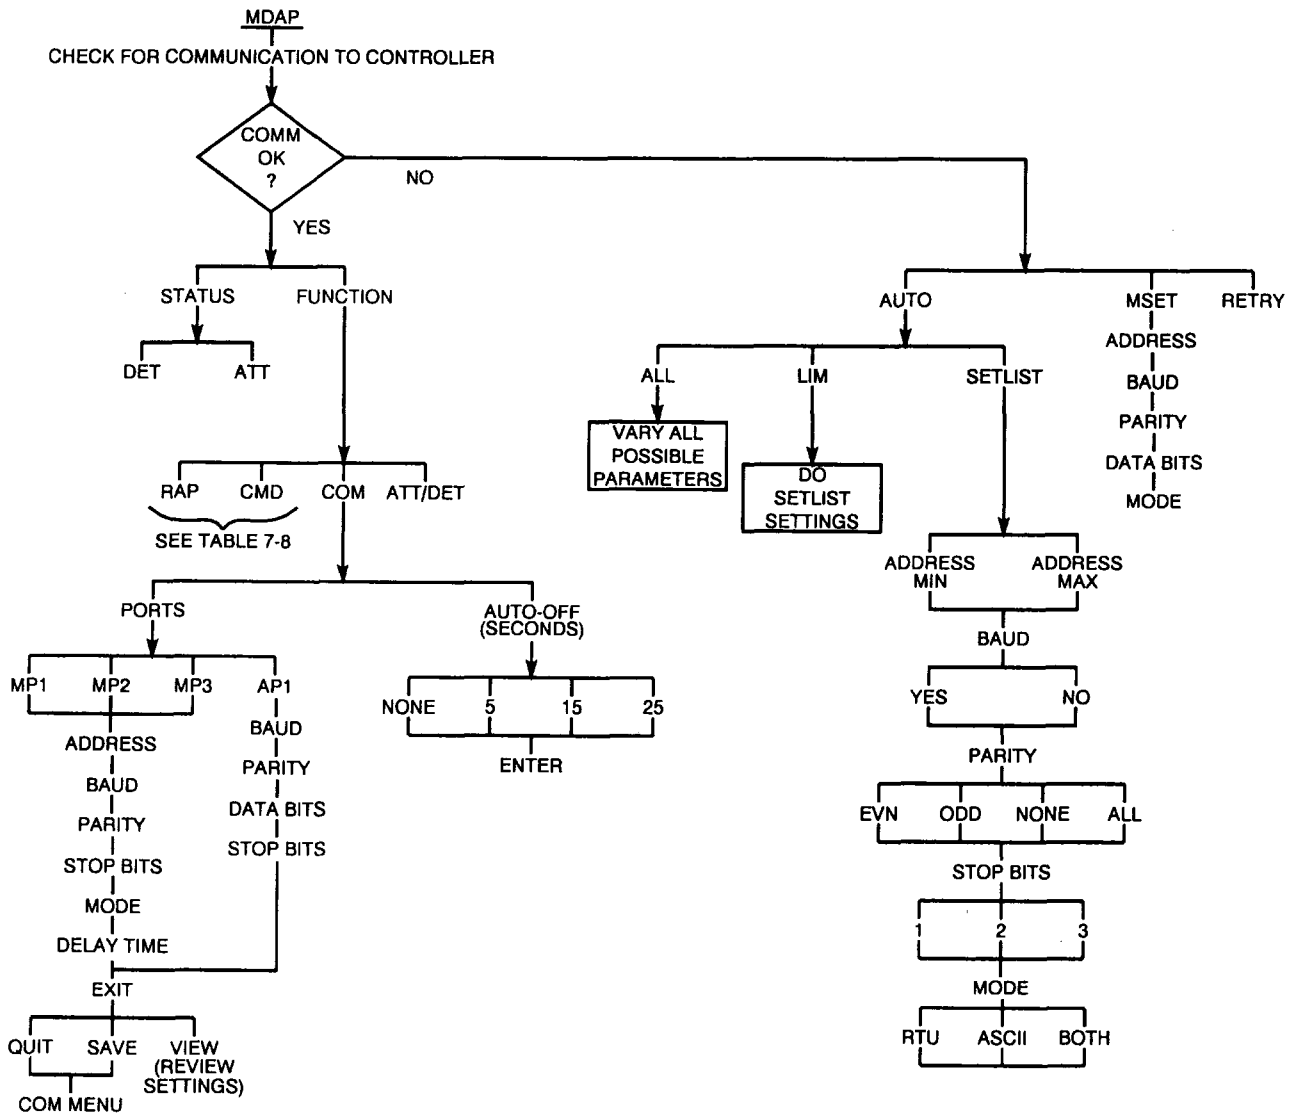 MDAP
CHECK FOR COMMUNICATION TO CONTROLLER
COMM
OK
?
NO
YES
STATUS
FUNCTION
DET
ATT
RAP
CMD
COM
ATT/DET
SEE TABLE 7-8
PORTS
AUTO-OFF
(SECONDS)
MP1
MP2
MP3
AP1
NONE
5
15
25
ENTER
ADDRESS
BAUD
PARITY
STOP BITS
MODE
DELAY TIME
BAUD
PARITY
DATA BITS
STOP BITS
EXIT
QUIT
SAVE
VIEW
(REVIEW
SETTINGS)
COM MENU
AUTO
MSET
RETRY
ADDRESS
BAUD
PARITY
DATA BITS
MODE
ALL
LIM
SETLIST
VARY ALL
POSSIBLE
PARAMETERS
DO
SETLIST
SETTINGS
ADDRESS
MIN
ADDRESS
MAX
BAUD
YES
NO
PARITY
EVN
ODD
NONE
ALL
STOP BITS
1
2
3
MODE
RTU
ASCII
BOTH